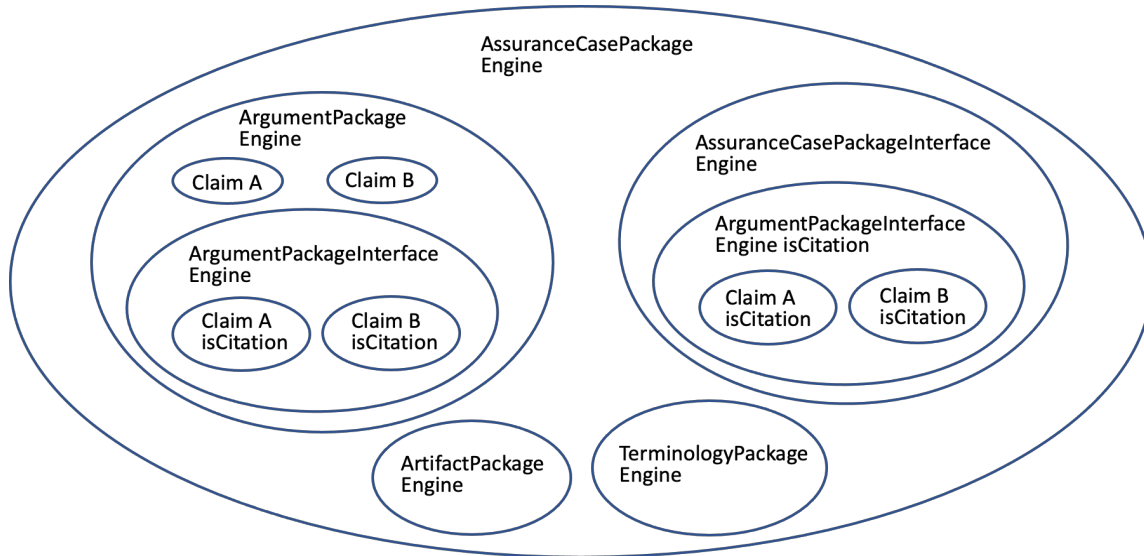 AssuranceCasePackage
Engine
ArgumentPackage
Engine
Claim A
Claim B
ArgumentPackageInterface
Engine
Claim A
isCitation
Claim B
isCitation
AssuranceCasePackageInterface
Engine
ArgumentPackageInterface
Engine isCitation
Claim A
isCitation
Claim B
isCitation
ArtifactPackage
Engine
TerminologyPackage
Engine